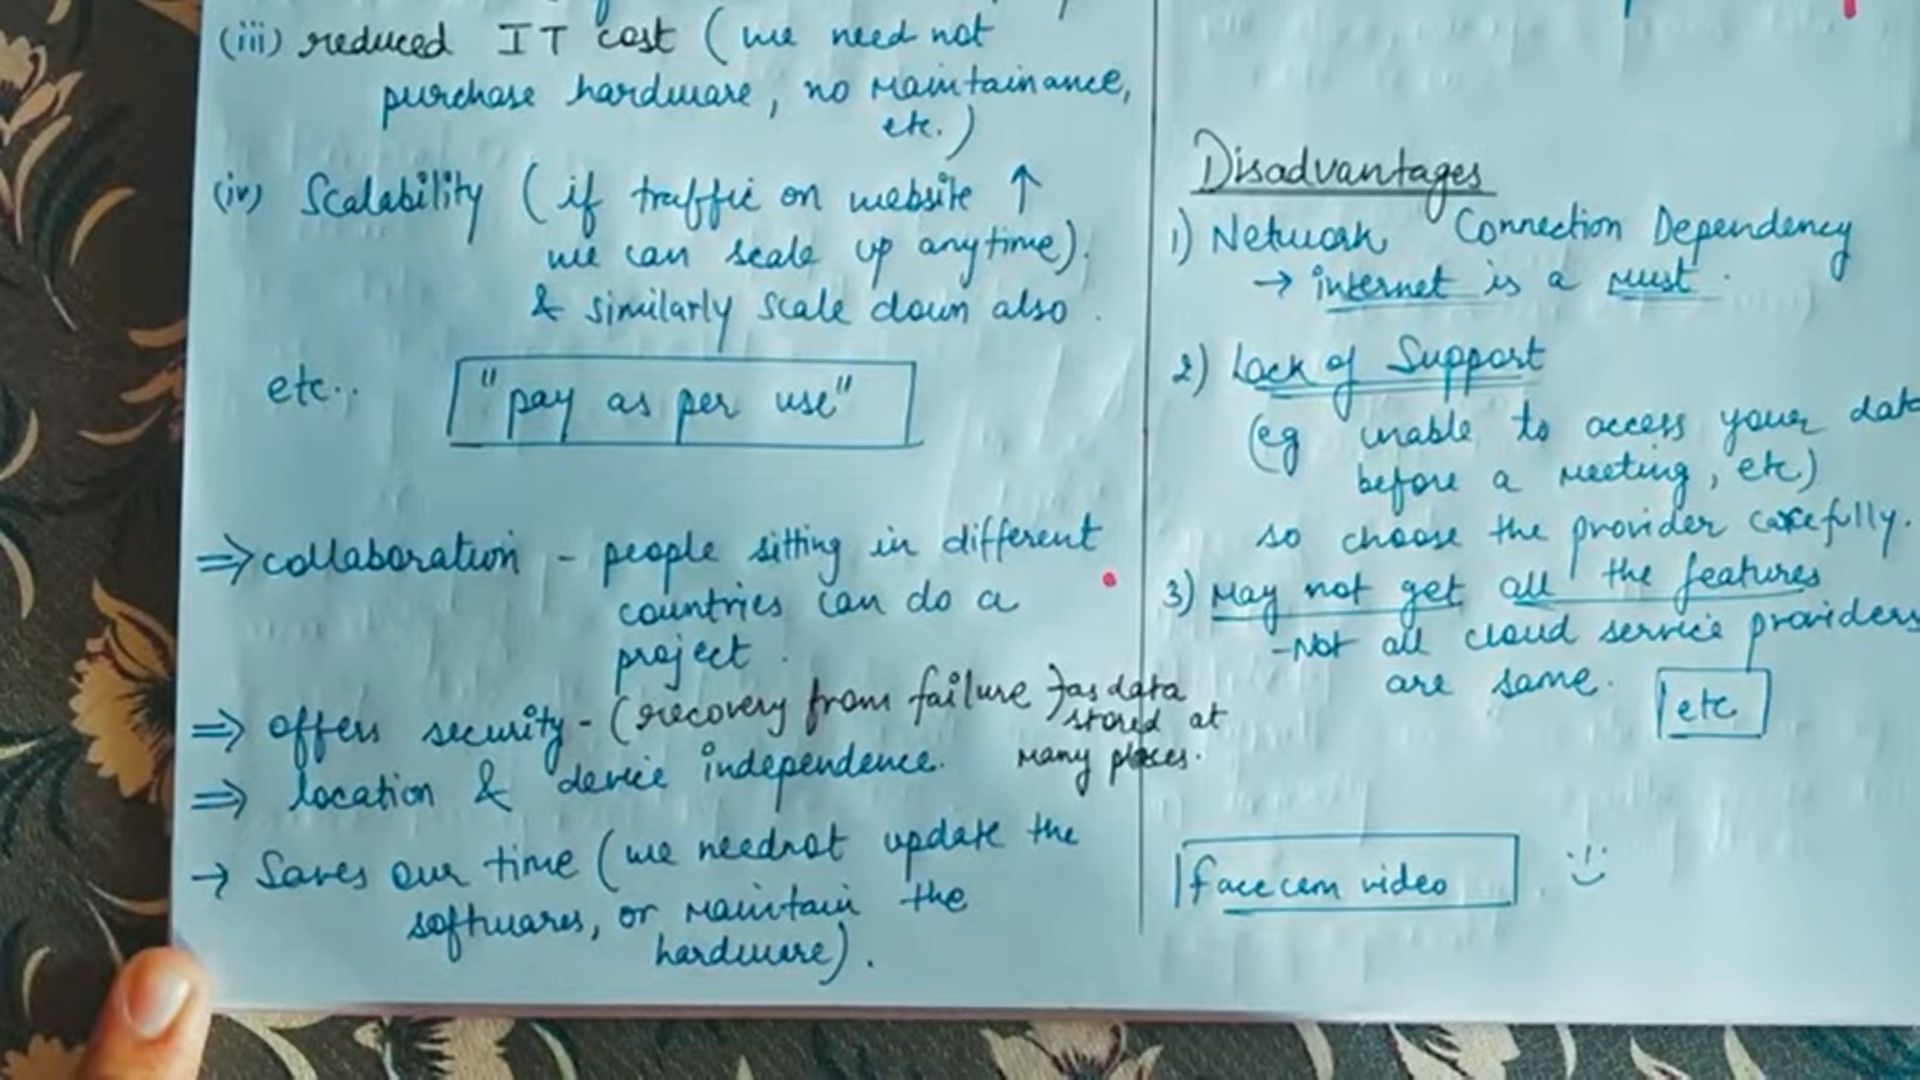 (iii) reduced IT cost (we need not
purchase hardware, no maintainance,
etc.)
(iv) Scalability (if traffic on website ↑
we can scale up anytime).
& similarly scale down also.
etc..
"pay as per use"
⇒ collaboration - people sitting in different
countries can do a
project.
⇒ offers security - (recovery from failure) as data
stored at
many places.
⇒ location & device independence.
→ Saves our time (we neednot update the
softwares, or maintain the
hardware).
Disadvantages
1) Network Connection Dependency
→ internet is a must.
2) Lack of Support
(eg unable to access your data
before a meeting, etc)
so choose the provider carefully.
3) May not get all the features
- Not all cloud service providers
are same.
etc
facecam video